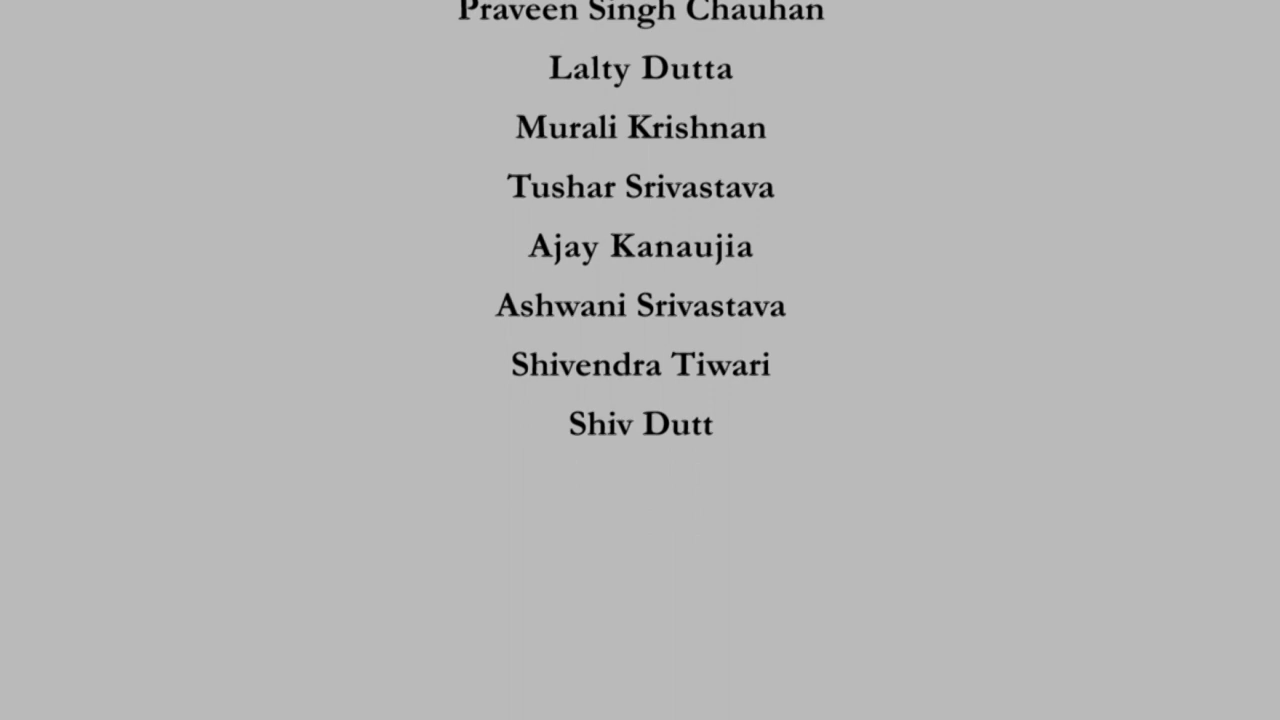 Praveen Singh Chauhan
Lalty Dutta
Murali Krishnan
Tushar Srivastava
Ajay Kanaujia
Ashwani Srivastava
Shivendra Tiwari
Shiv Dutt